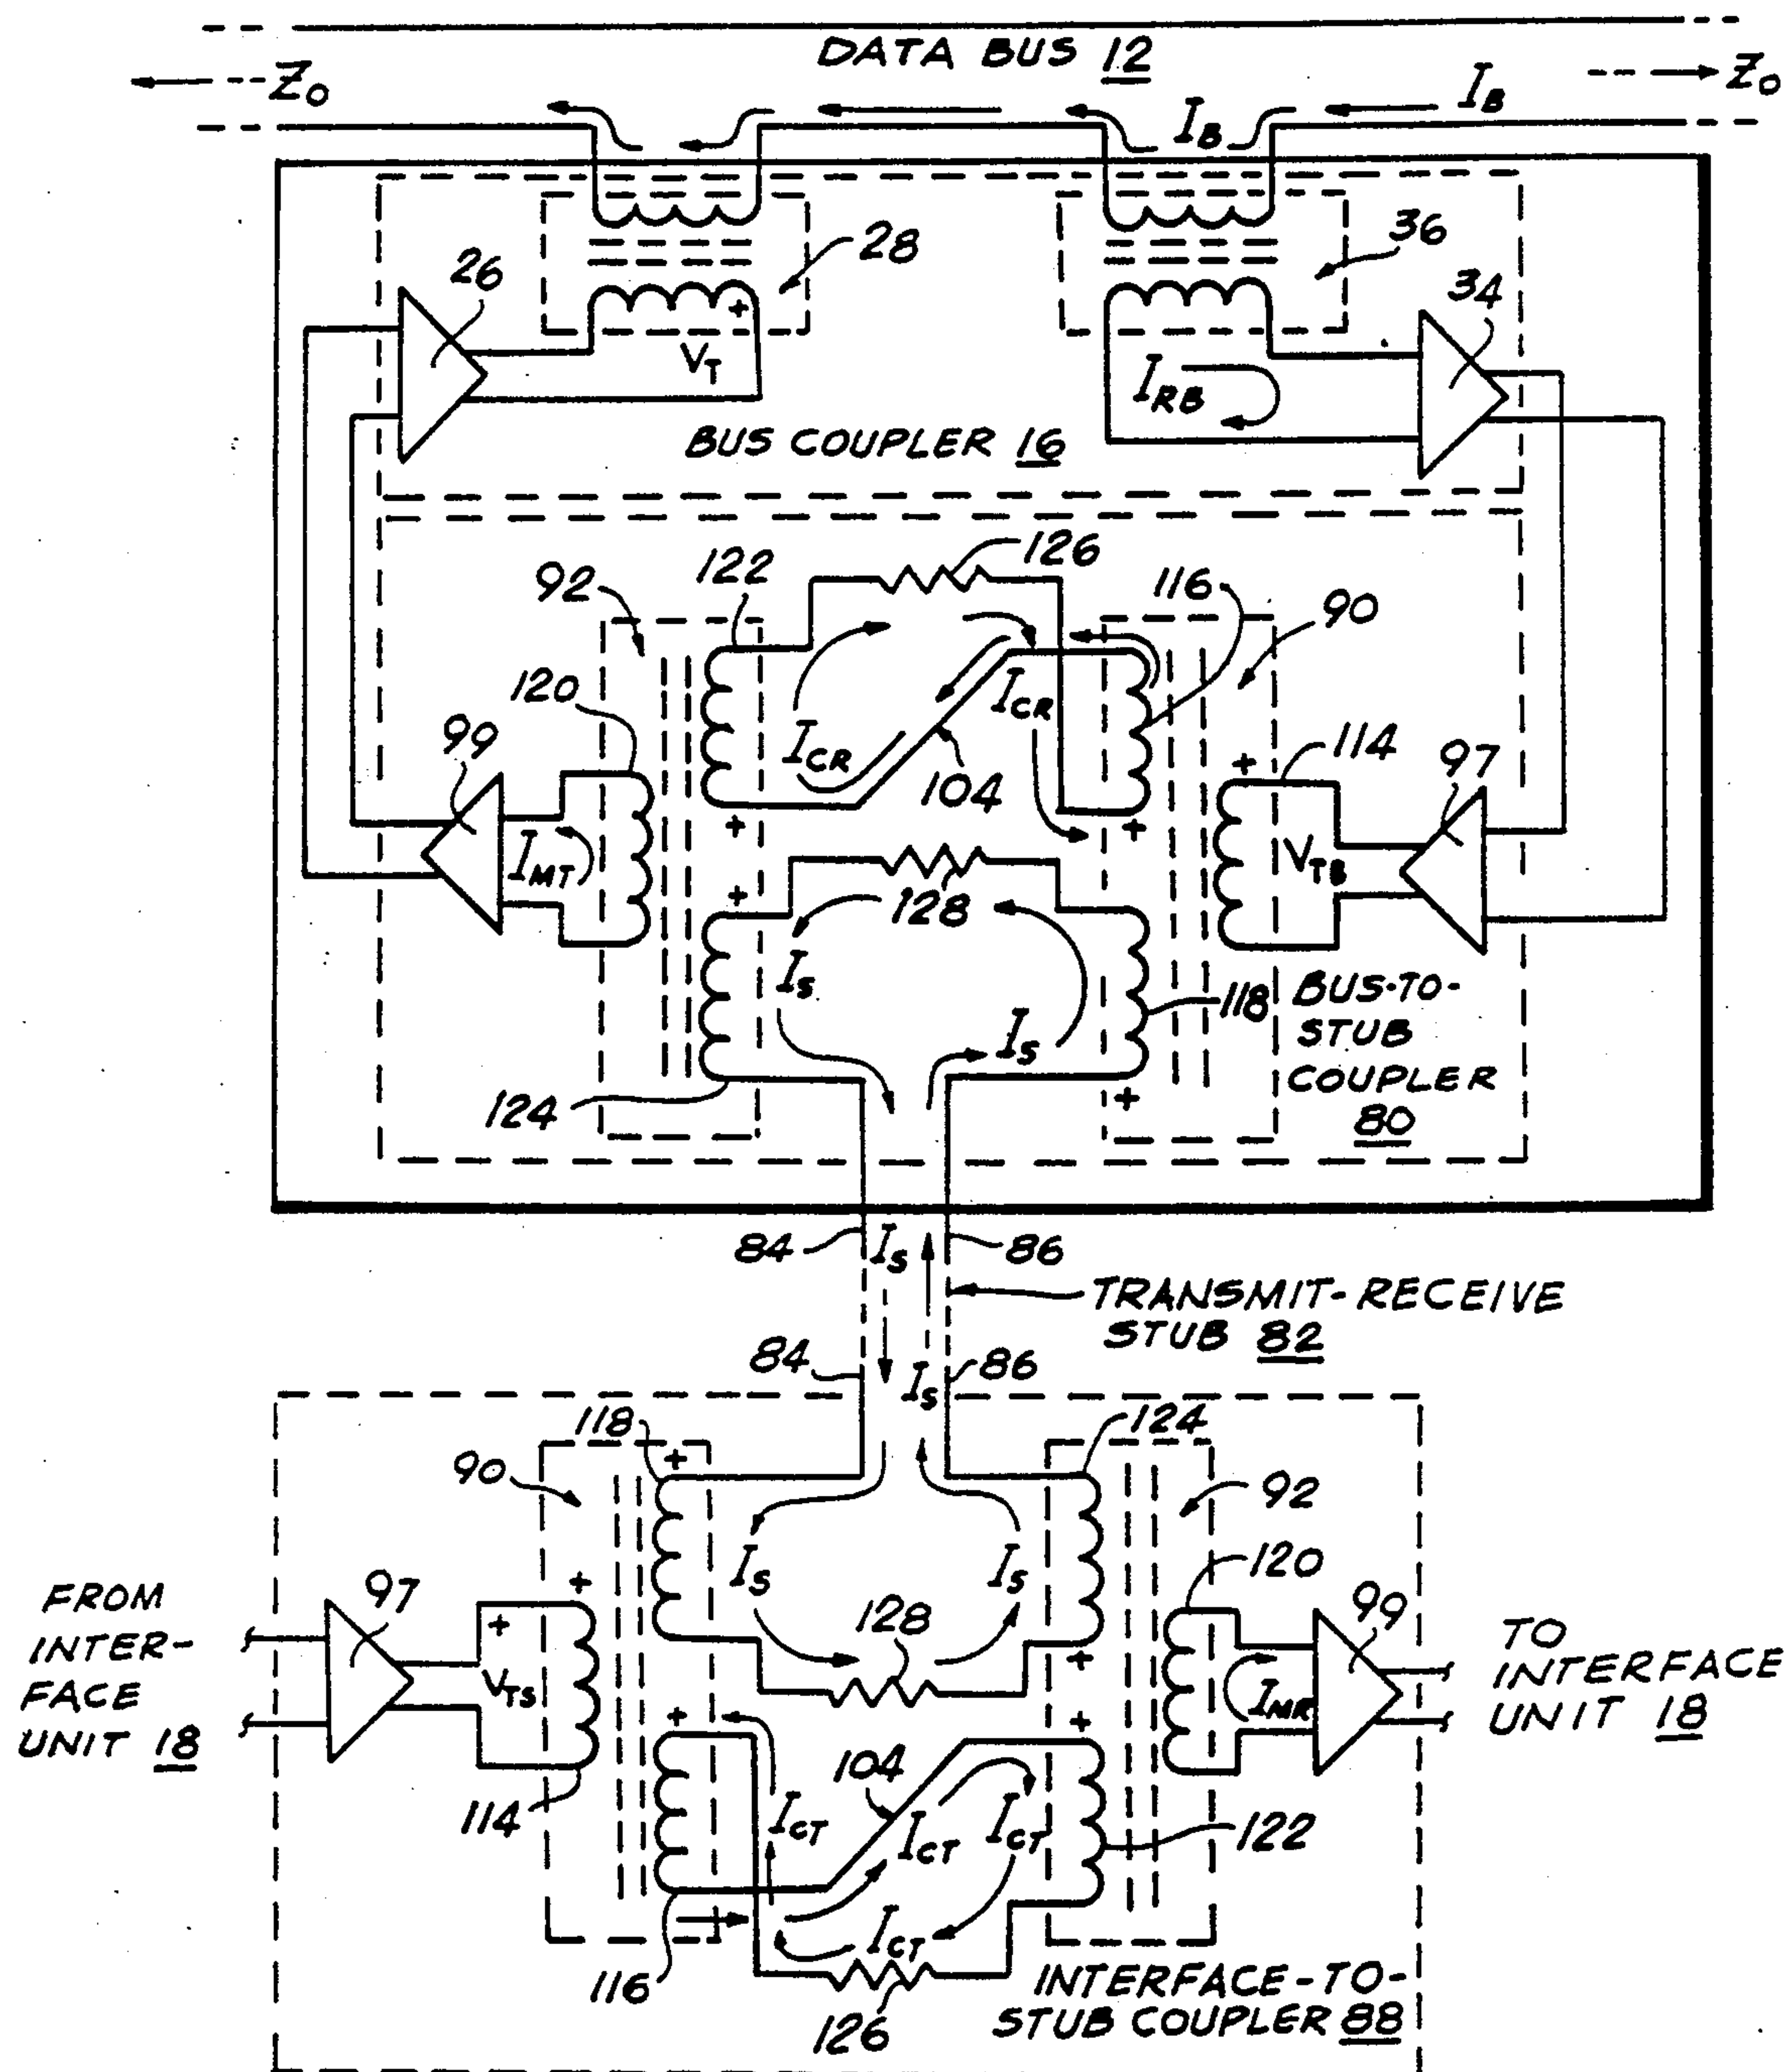 DATA BUS 12
Z0
Z0
IB
IB
28
36
26
34
+
VT
IRB
BUS COUPLER 16
126
122
92
116
90
120
ICR
ICR
104
114
97
99
+
+
+
IMT
VTB
+
128
IS
118
BUS-TO-
STUB
COUPLER
80
IS
124
+
84
IS
86
TRANSMIT-RECEIVE
STUB 82
84
IS
86
118
124
+
90
92
IS
IS
120
FROM
INTER-
FACE
UNIT 18
97
+
+
VTS
128
99
TO
INTERFACE
UNIT 18
+
IMR
+
+
104
114
ICT
ICT
ICT
122
ICT
116
126
INTERFACE-TO-
STUB COUPLER 88